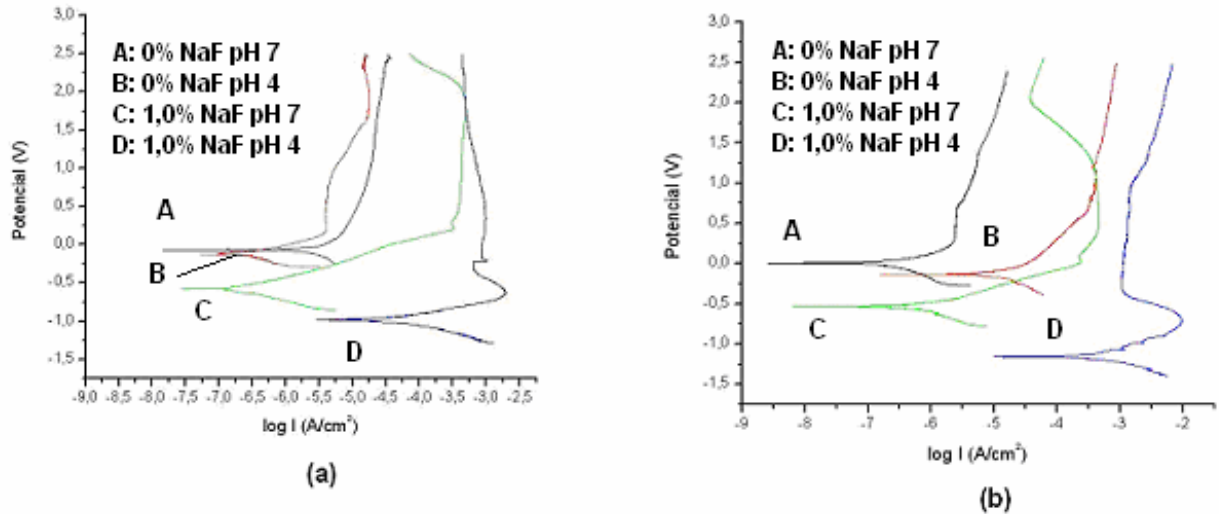 A: 0% NaF pH 7
B: 0% NaF pH 4
C: 1,0% NaF pH 7
D: 1,0% NaF pH 4
Potencial (V)
3,0
2,5
2,0
1,5
1,0
0,5
0,0
-0,5
-1,0
-1,5
A
B
C
D
-9,0 -8,5 -8,0 -7,5 -7,0 -6,5 -6,0 -5,5 -5,0 -4,5 -4,0 -3,5 -3,0 -2,5
log I (A/cm²)
(a)
A: 0% NaF pH 7
B: 0% NaF pH 4
C: 1,0% NaF pH 7
D: 1,0% NaF pH 4
Potencial (V)
3,0
2,5
2,0
1,5
1,0
0,5
0,0
-0,5
-1,0
-1,5
A
B
C
D
-9 -8 -7 -6 -5 -4 -3 -2
log I (A/cm²)
(b)